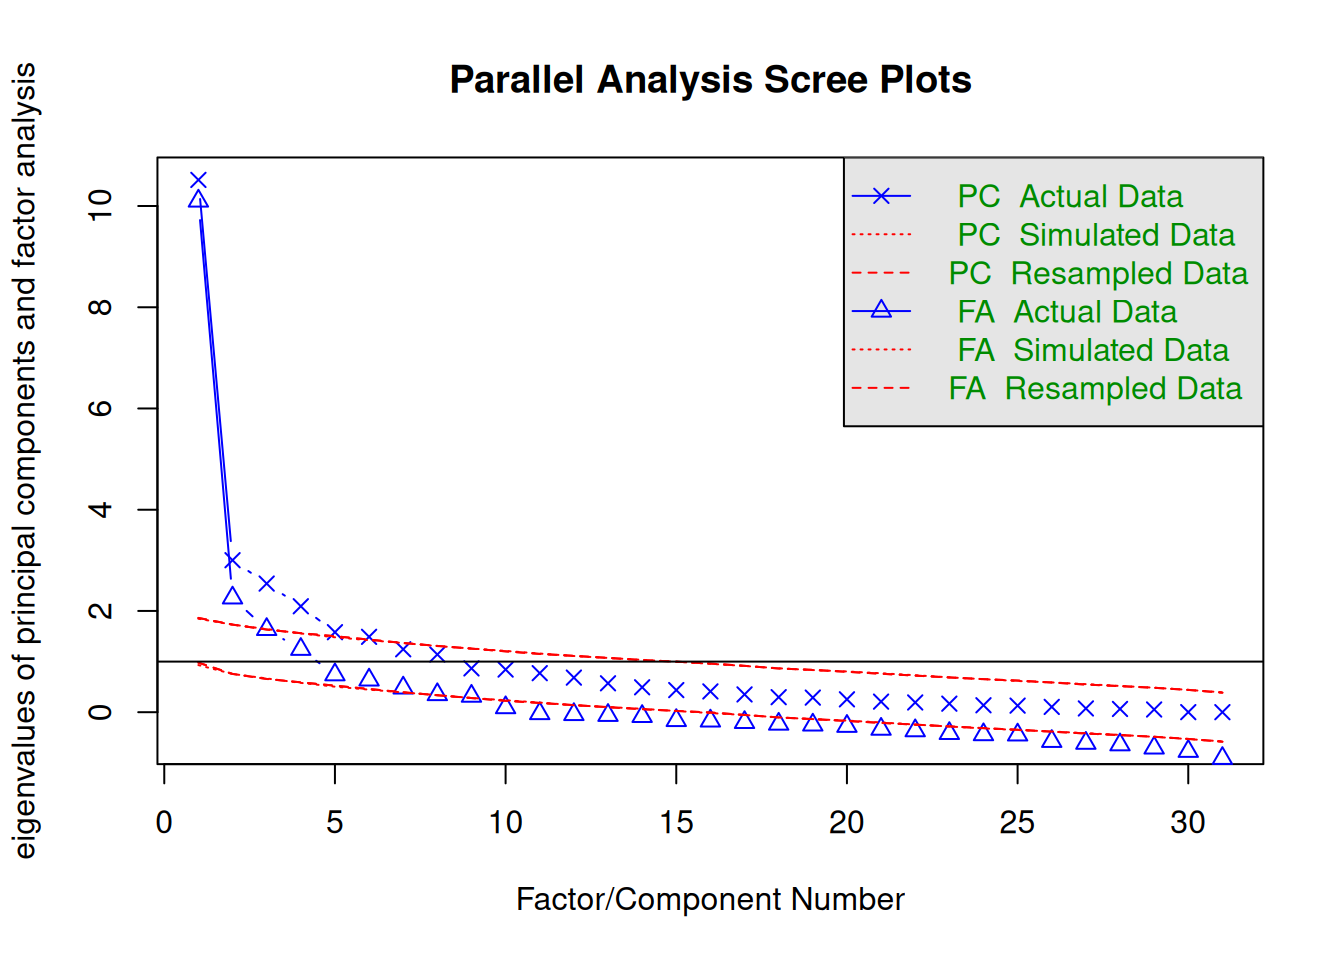 Parallel Analysis Scree Plots
eigenvalues of principal components and factor analysis
10
8
6
4
2
0
PC Actual Data
PC Simulated Data
PC Resampled Data
FA Actual Data
FA Simulated Data
FA Resampled Data
0 5 10 15 20 25 30
Factor/Component Number